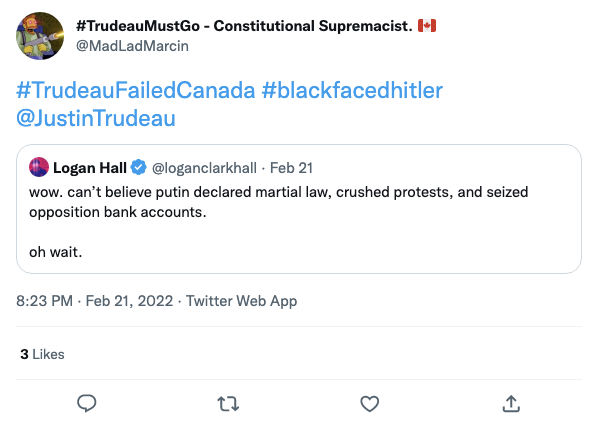 #TrudeauMustGo - Constitutional Supremacist. 🇨🇦
@MadLadMarcin
#TrudeauFailedCanada #blackfacedhitler
@JustinTrudeau
Logan Hall @loganclarkhall · Feb 21
wow. can’t believe putin declared martial law, crushed protests, and seized
opposition bank accounts.
oh wait.
8:23 PM · Feb 21, 2022 · Twitter Web App
3 Likes